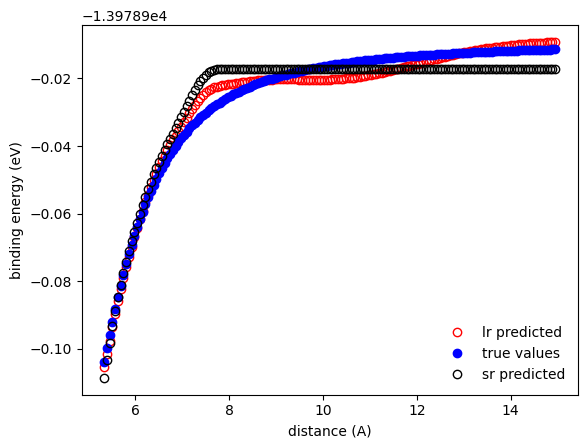 −1.39789e4
−0.02
−0.04
−0.06
−0.08
−0.10
binding energy (eV)
6
8
10
12
14
distance (A)
lr predicted
true values
sr predicted